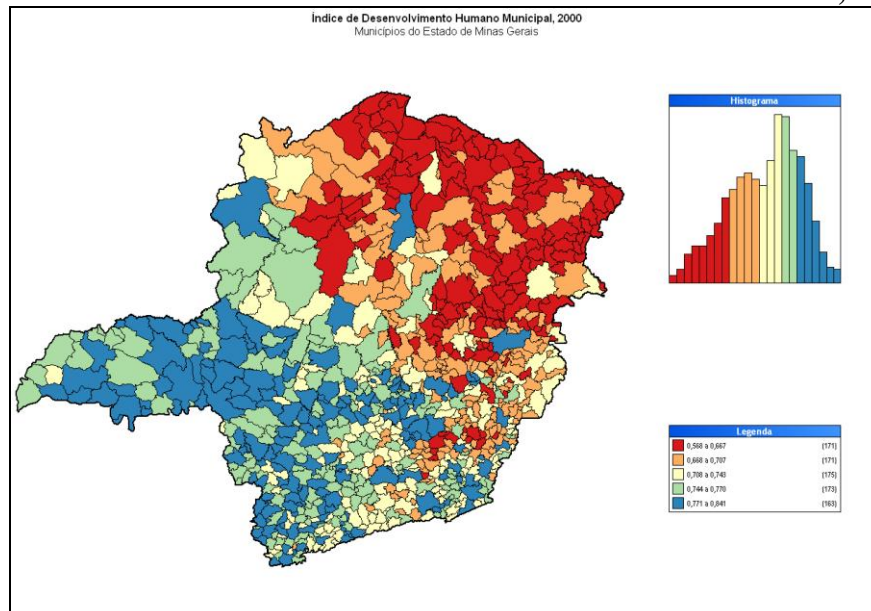 Índice de Desenvolvimento Humano Municipal, 2000
Municípios do Estado de Minas Gerais
Histograma
Legenda
0,568 a 0,667 (171)
0,668 a 0,707 (171)
0,708 a 0,743 (175)
0,744 a 0,770 (173)
0,771 a 0,841 (163)